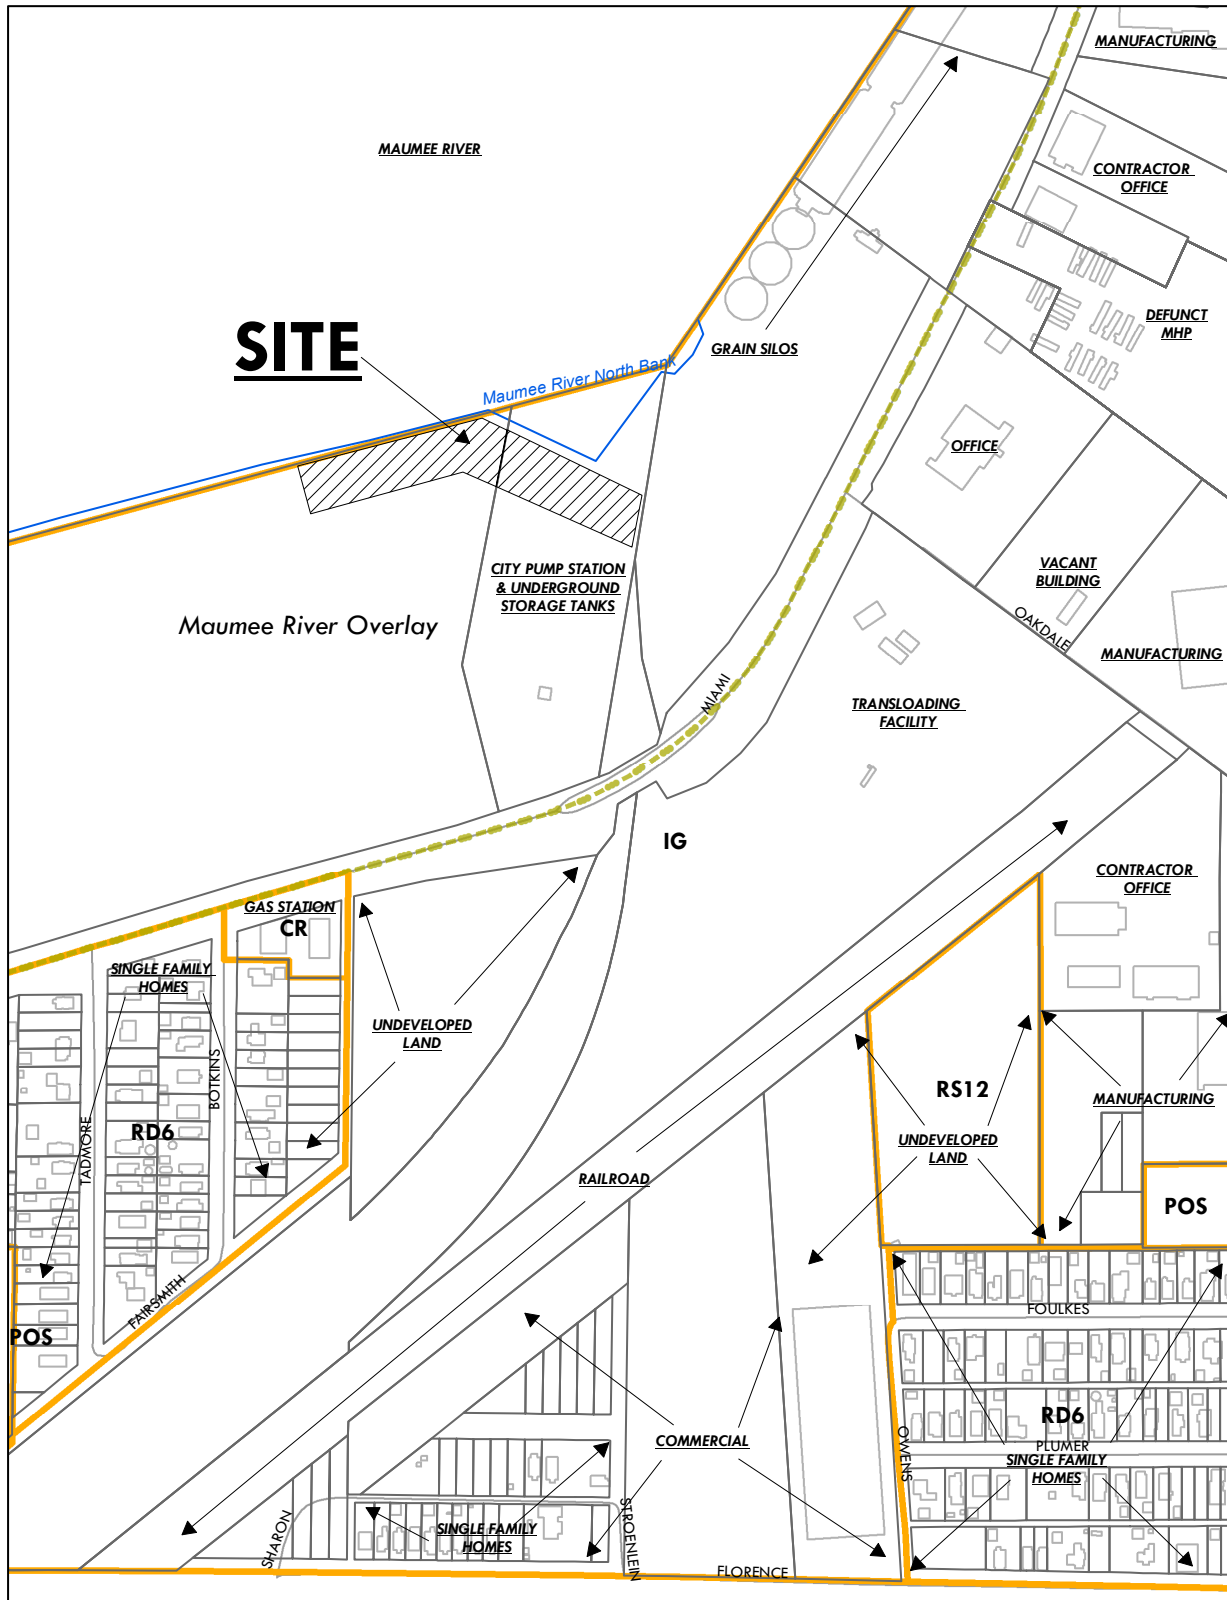 MANUFACTURING
MAUMEE RIVER
CONTRACTOR
OFFICE
DEFUNCT
MHP
SITE
GRAIN SILOS
Maumee River North Bank
OFFICE
CITY PUMP STATION
& UNDERGROUND
STORAGE TANKS
VACANT
BUILDING
Maumee River Overlay
OAKDALE
MANUFACTURING
MIAMI
TRANSLOADING
FACILITY
IG
CONTRACTOR
OFFICE
GAS STATION
CR
SINGLE FAMILY
HOMES
UNDEVELOPED
LAND
BOTKINS
RS12
MANUFACTURING
TADMORE
RD6
UNDEVELOPED
LAND
RAILROAD
POS
FAIRSMITH
POS
FOULKES
RD6
OWENS
PLUMER
COMMERCIAL
SINGLE FAMILY
HOMES
SHARON
SINGLE FAMILY
HOMES
STROENLEIN
FLORENCE